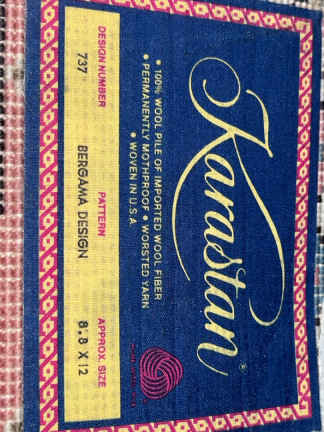 Karastan®
• 100% WOOL PILE OF IMPORTED WOOL FIBER
• PERMANENTLY MOTHPROOF • WORSTED YARN
• WOVEN IN U.S.A
DESIGN NUMBER PATTERN APPROX. SIZE
737 BERGAMA DESIGN 8.8 X 12